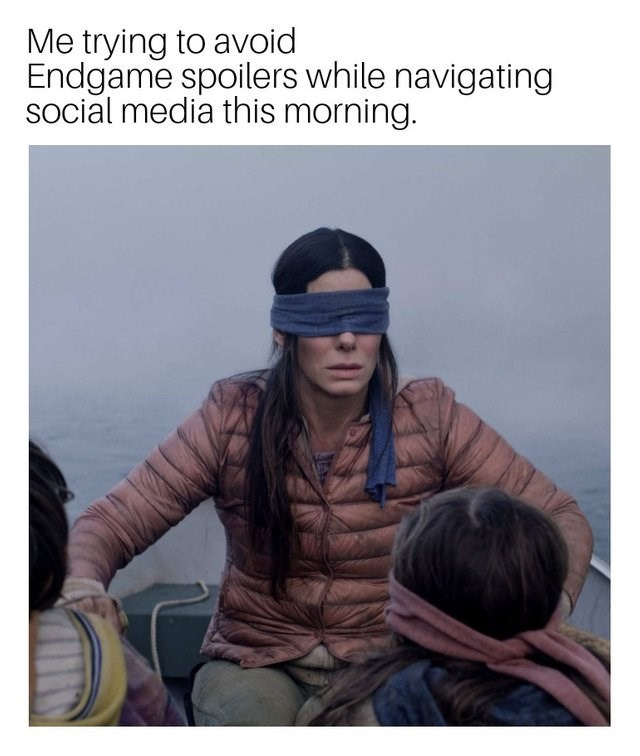 Me trying to avoid
Endgame spoilers while navigating
social media this morning.